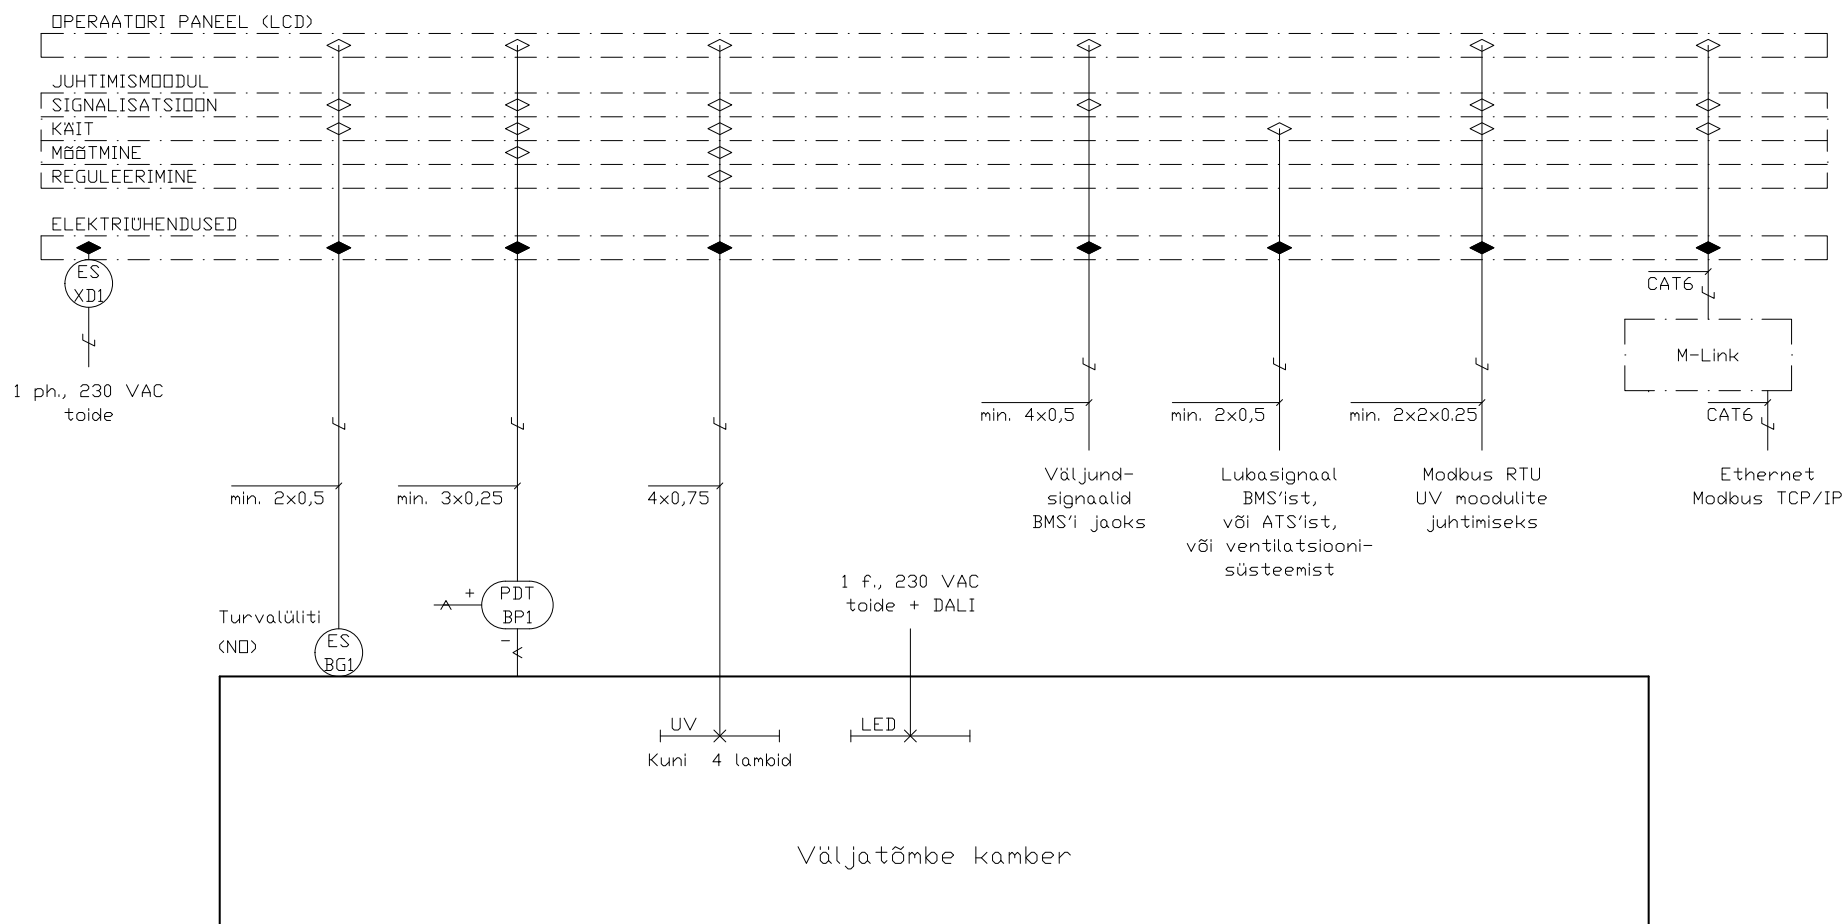 OPERAATORI PANEEL (LCD)
JUHTIMISMOODUL
SIGNALISATSIOON
KÄIT
MÕÕTMINE
REGULEERIMINE
ELEKTRIÜHENDUSED
ES
XD1
1 ph., 230 VAC
toide
min. 2x0,5
min. 3x0,25
4x0,75
min. 4x0,5
min. 2x0,5
min. 2x2x0.25
CAT6
M-Link
CAT6
Väljund-
signaalid
BMS'i jaoks
Lubasignaal
BMS'ist,
või ATS'ist,
või ventilatsiooni-
süsteemist
Modbus RTU
UV moodulite
juhtimiseks
Ethernet
Modbus TCP/IP
Turvalüliti
(NO)
ES
BG1
+
PDT
BP1
-
1 f., 230 VAC
toide + DALI
UV
Kuni 4 lambid
LED
Väljatõmbe kamber